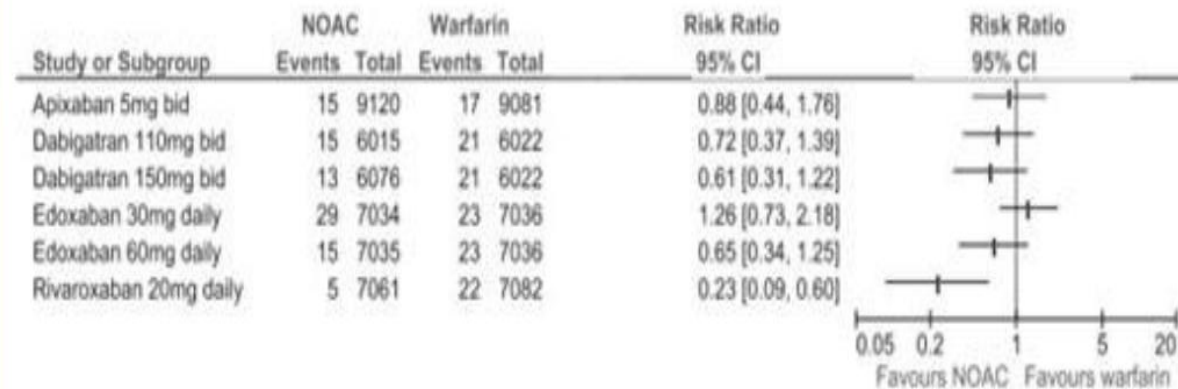 NOAC Warfarin Risk Ratio Risk Ratio
Study or Subgroup Events Total Events Total 95% CI 95% CI
Apixaban 5mg bid 15 9120 17 9081 0.88 [0.44, 1.76]
Dabigatran 110mg bid 15 6015 21 6022 0.72 [0.37, 1.39]
Dabigatran 150mg bid 13 6076 21 6022 0.61 [0.31, 1.22]
Edoxaban 30mg daily 29 7034 23 7036 1.26 [0.73, 2.18]
Edoxaban 60mg daily 15 7035 23 7036 0.65 [0.34, 1.25]
Rivaroxaban 20mg daily 5 7061 22 7082 0.23 [0.09, 0.60]
0.05 0.2 1 5 20
Favours NOAC Favours warfarin